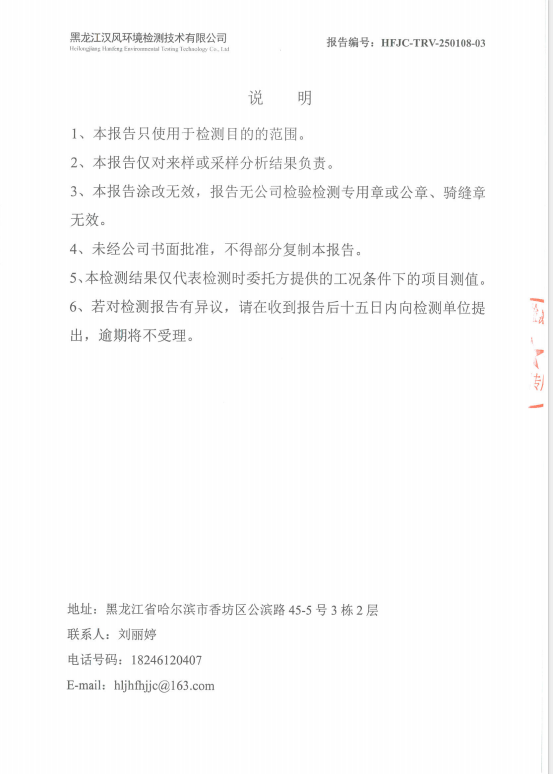 黑龙江汉风环境检测技术有限公司
Heilongjiang Hanfeng Environmental Testing Technology Co., Ltd.
报告编号：HFJC-TRV-250108-03
说 明
1、本报告只使用于检测目的的范围。
2、本报告仅对来样或采样分析结果负责。
3、本报告涂改无效，报告无公司检验检测专用章或公章、骑缝章
无效。
4、未经公司书面批准，不得部分复制本报告。
5、本检测结果仅代表检测时委托方提供的工况条件下的项目测值。
6、若对检测报告有异议，请在收到报告后十五日内向检测单位提
出，逾期将不受理。
地址：黑龙江省哈尔滨市香坊区公滨路 45-5 号 3 栋 2 层
联系人：刘丽婷
电话号码：18246120407
E-mail：hljhfhjjc@163.com